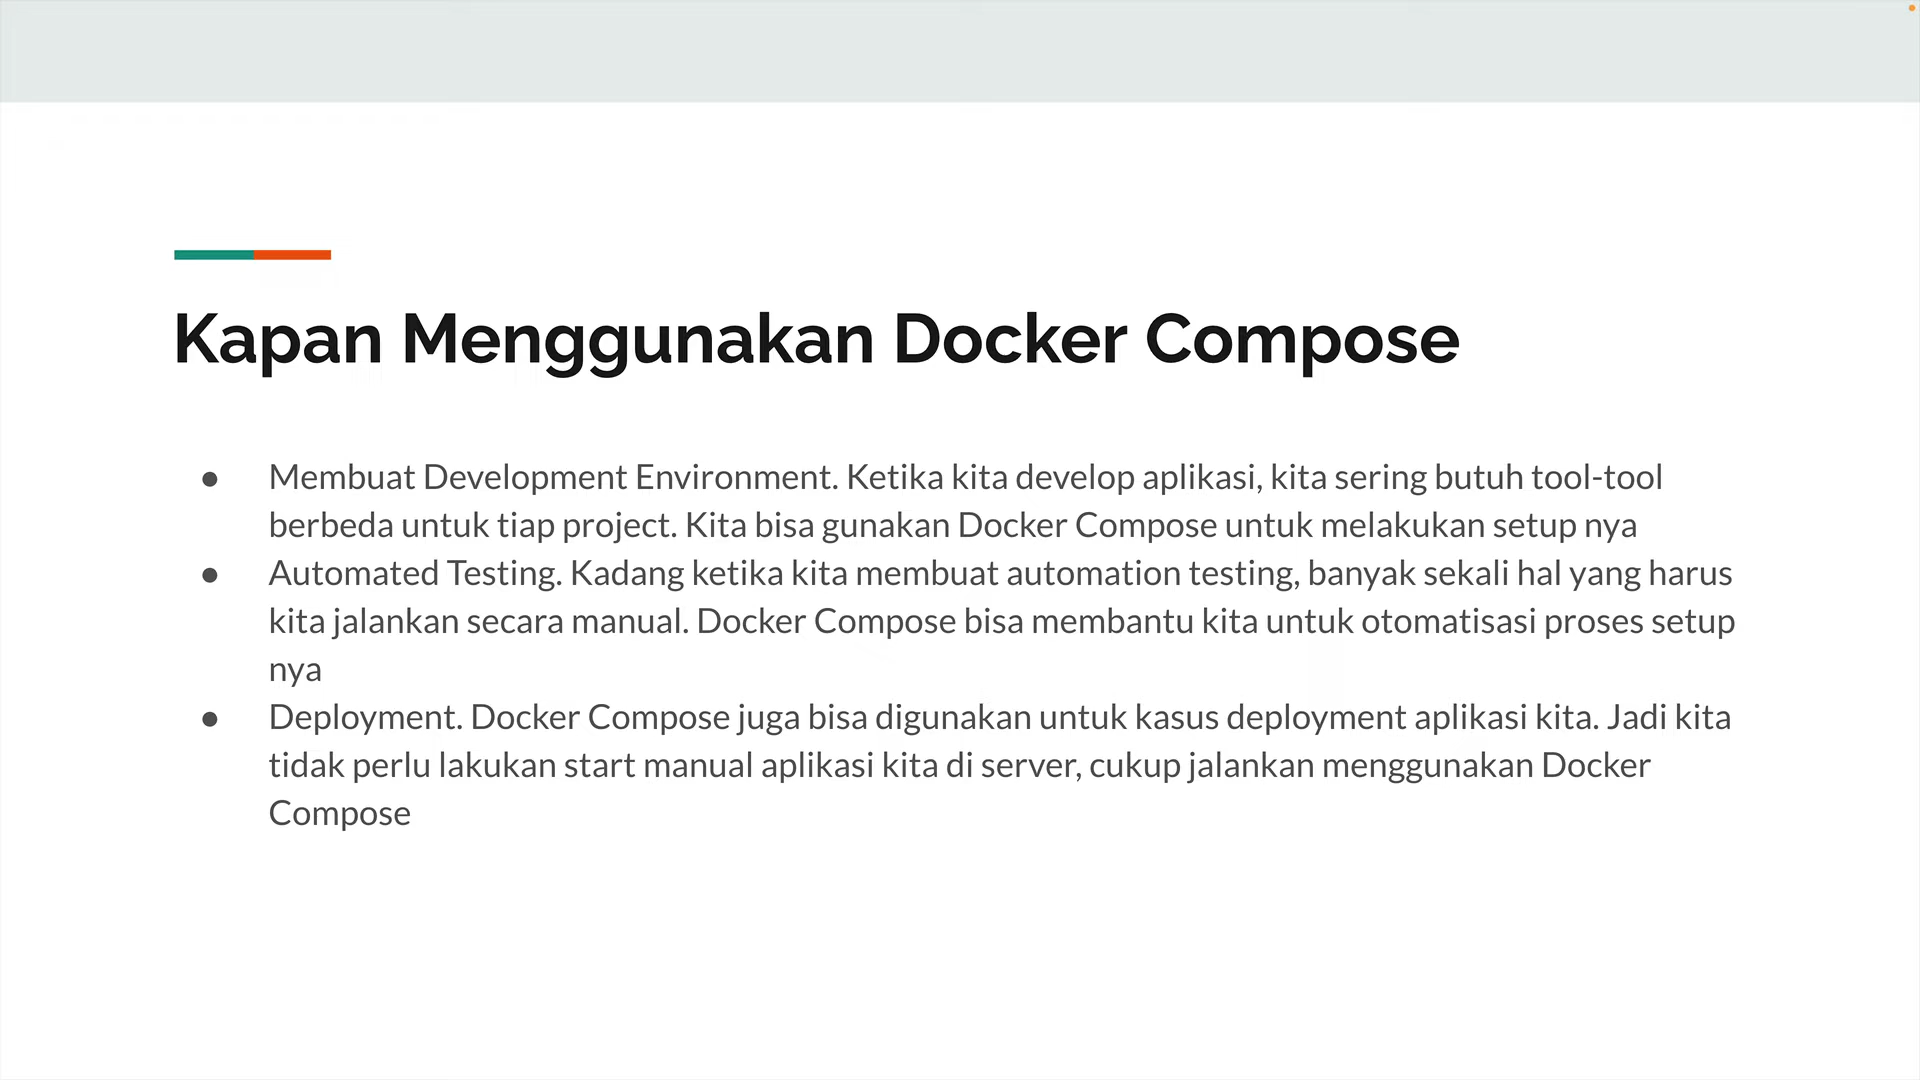 Kapan Menggunakan Docker Compose
● Membuat Development Environment. Ketika kita develop aplikasi, kita sering butuh tool-tool
berbeda untuk tiap project. Kita bisa gunakan Docker Compose untuk melakukan setup nya
● Automated Testing. Kadang ketika kita membuat automation testing, banyak sekali hal yang harus
kita jalankan secara manual. Docker Compose bisa membantu kita untuk otomatisasi proses setup
nya
● Deployment. Docker Compose juga bisa digunakan untuk kasus deployment aplikasi kita. Jadi kita
tidak perlu lakukan start manual aplikasi kita di server, cukup jalankan menggunakan Docker
Compose